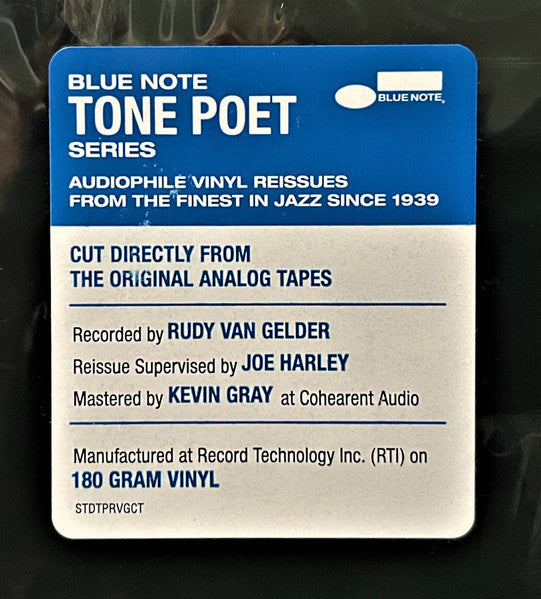 BLUE NOTE
TONE POET
SERIES
BLUE NOTE®
AUDIOPHILE VINYL REISSUES
FROM THE FINEST IN JAZZ SINCE 1939
CUT DIRECTLY FROM
THE ORIGINAL ANALOG TAPES
Recorded by RUDY VAN GELDER
Reissue Supervised by JOE HARLEY
Mastered by KEVIN GRAY at Cohearent Audio
Manufactured at Record Technology Inc. (RTI) on
180 GRAM VINYL
STDTPRVGCT